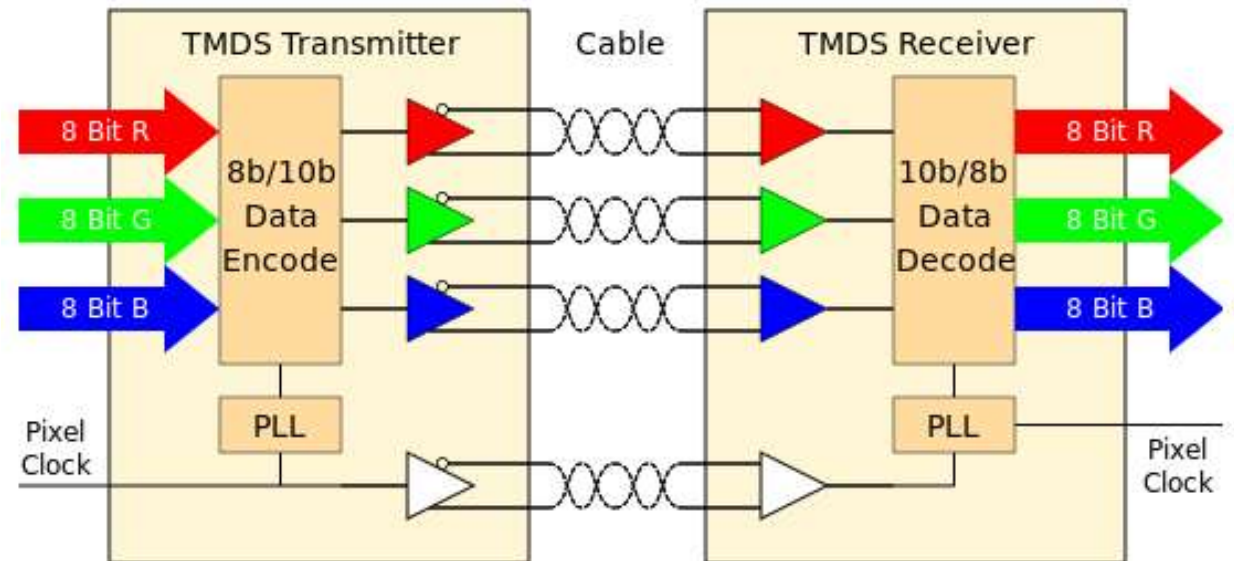 TMDS Transmitter
Cable
TMDS Receiver
8 Bit R
8 Bit G
8 Bit B
8b/10b
Data
Encode
10b/8b
Data
Decode
8 Bit R
8 Bit G
8 Bit B
Pixel
Clock
PLL
PLL
Pixel
Clock